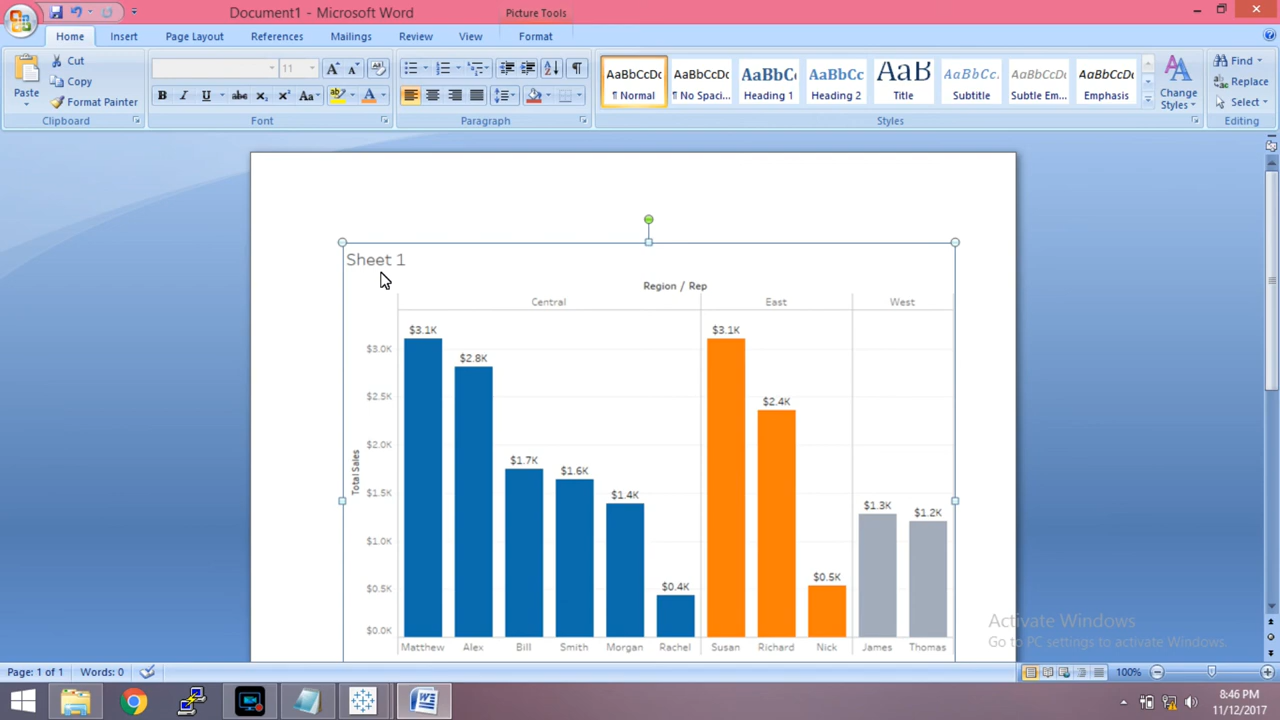 Document1 - Microsoft Word
Picture Tools
Home Insert Page Layout References Mailings Review View Format
Paste
Cut
Copy
Format Painter
Clipboard
11
Font
Paragraph
AaBbCcDc
¶ Normal
AaBbCcDc
¶ No Spaci...
AaBbC
Heading 1
AaBbCc
Heading 2
AaB
Title
AaBbCc.
Subtitle
AaBbCcDc
Subtle Em...
AaBbCcDc
Emphasis
Change
Styles
Styles
Find
Replace
Select
Editing
Sheet 1
Region / Rep
Central East West
Total Sales
$3.0K
$2.5K
$2.0K
$1.5K
$1.0K
$0.5K
$0.0K
$3.1K
$2.8K
$1.7K
$1.6K
$1.4K
$0.4K
$3.1K
$2.4K
$0.5K
$1.3K
$1.2K
Matthew Alex Bill Smith Morgan Rachel Susan Richard Nick James Thomas
Activate Windows
Go to PC settings to activate Windows.
Page: 1 of 1 Words: 0
100%
8:46 PM
11/12/2017